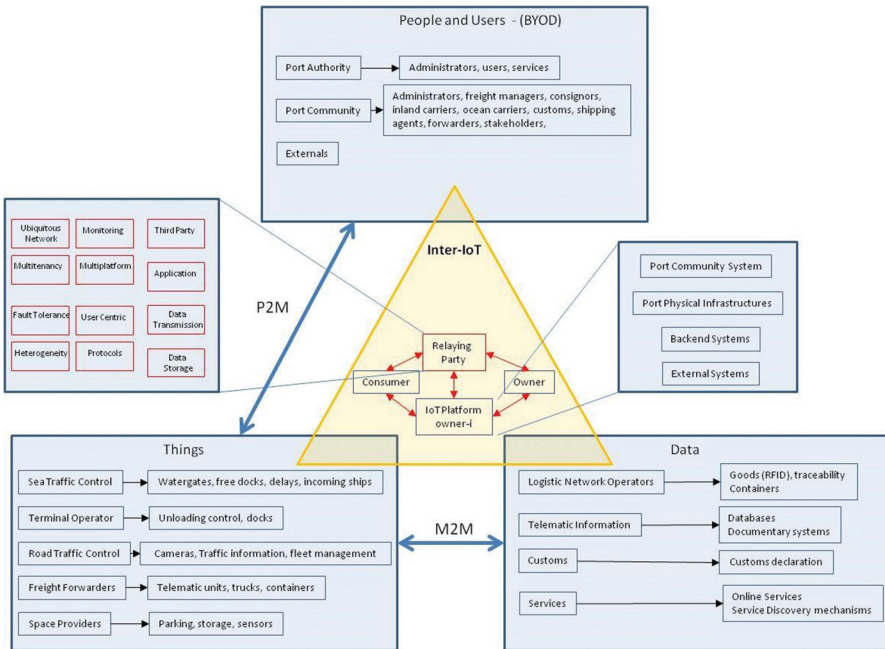 People and Users - (BYOD)
Port Authority
Administrators, users, services
Port Community
Administrators, freight managers, consignors,
inland carriers, ocean carriers, customs, shipping
agents, forwarders, stakeholders,
Externals
Ubiquitous
Network
Monitoring
Third Party
Multitenancy
Multiplatform
Application
Fault Tolerance
User Centric
Data
Transmission
Heterogeneity
Protocols
Data
Storage
P2M
Inter-IoT
Relaying
Party
Consumer
Owner
IoT Platform
owner-i
Port Community System
Port Physical Infrastructures
Backend Systems
External Systems
Things
Sea Traffic Control
Watergates, free docks, delays, incoming ships
Terminal Operator
Unloading control, docks
Road Traffic Control
Cameras, Traffic information, fleet management
Freight Forwarders
Telematic units, trucks, containers
Space Providers
Parking, storage, sensors
M2M
Data
Logistic Network Operators
Goods (RFID), traceability
Containers
Telematic Information
Databases
Documentary systems
Customs
Customs declaration
Services
Online Services
Service Discovery mechanisms